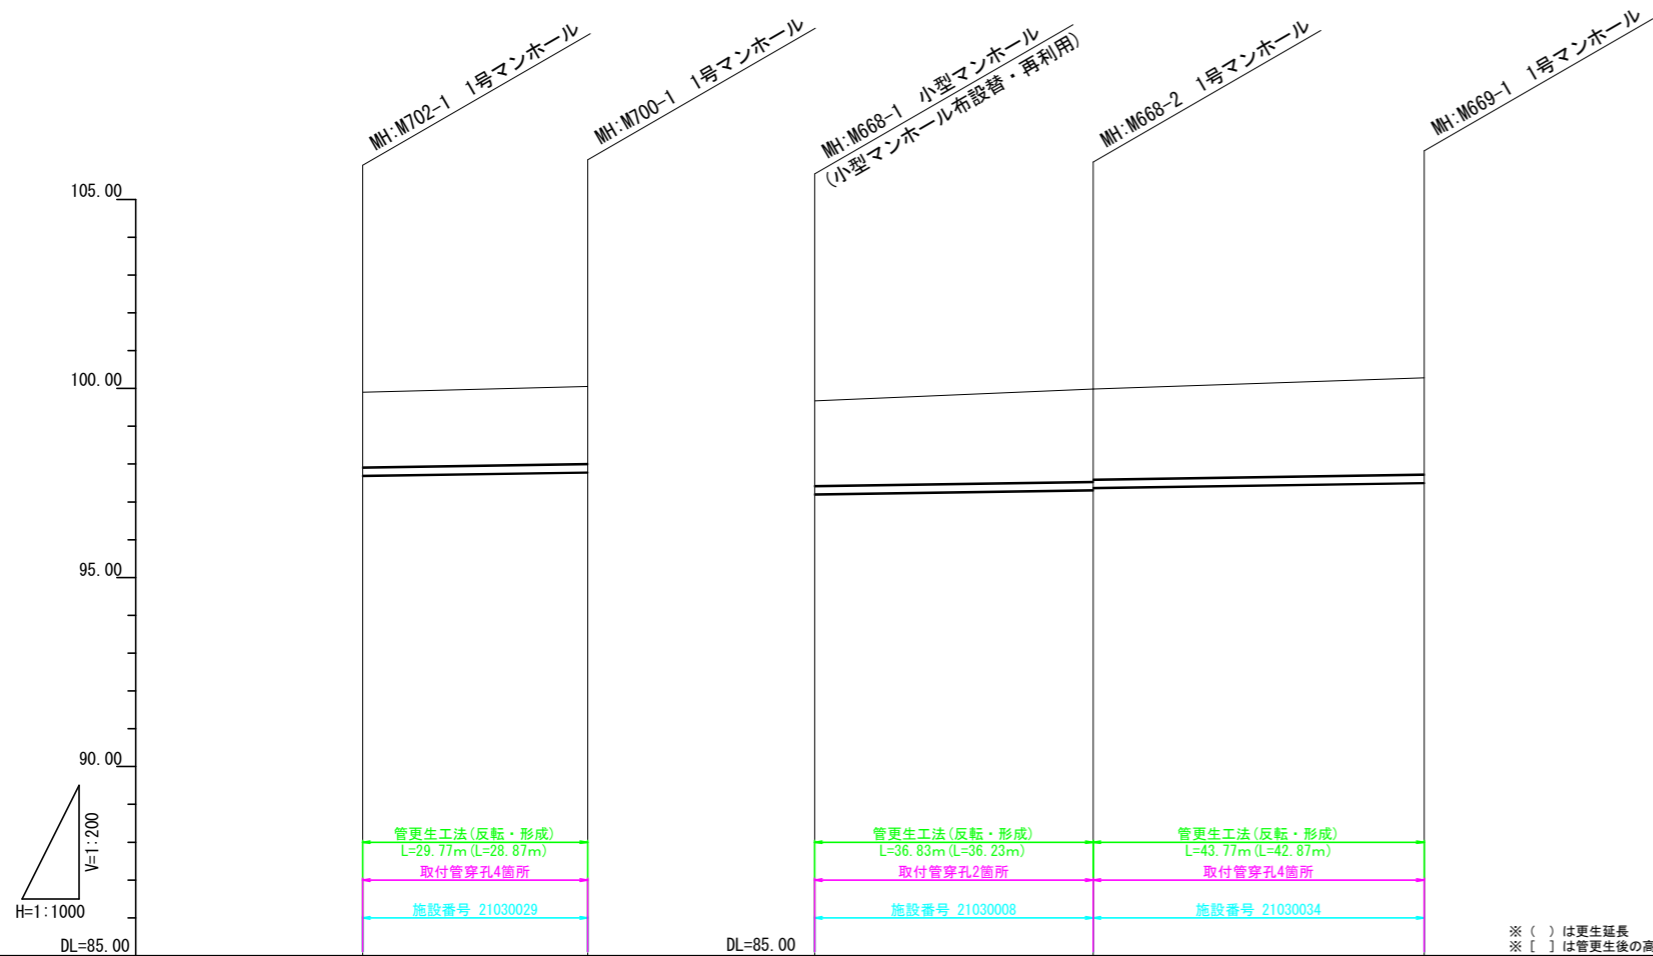 MH:M702-1 1号マンホール
MH:M700-1 1号マンホール
MH:M668-1 小型マンホール
(小型マンホール布設替・再利用)
MH:M668-2 1号マンホール
MH:M669-1 1号マンホール
105.00
100.00
95.00
90.00
V=1:200
H=1:1000
DL=85.00
管更生工法(反転・形成)
L=29.77m(L=28.87m)
取付管穿孔4箇所
施設番号 21030029
DL=85.00
管更生工法(反転・形成)
L=36.83m(L=36.23m)
取付管穿孔2箇所
施設番号 21030008
管更生工法(反転・形成)
L=43.77m(L=42.87m)
取付管穿孔4箇所
施設番号 21030034
※ ( ) は更生延長
※ [ ] は管更生後の高